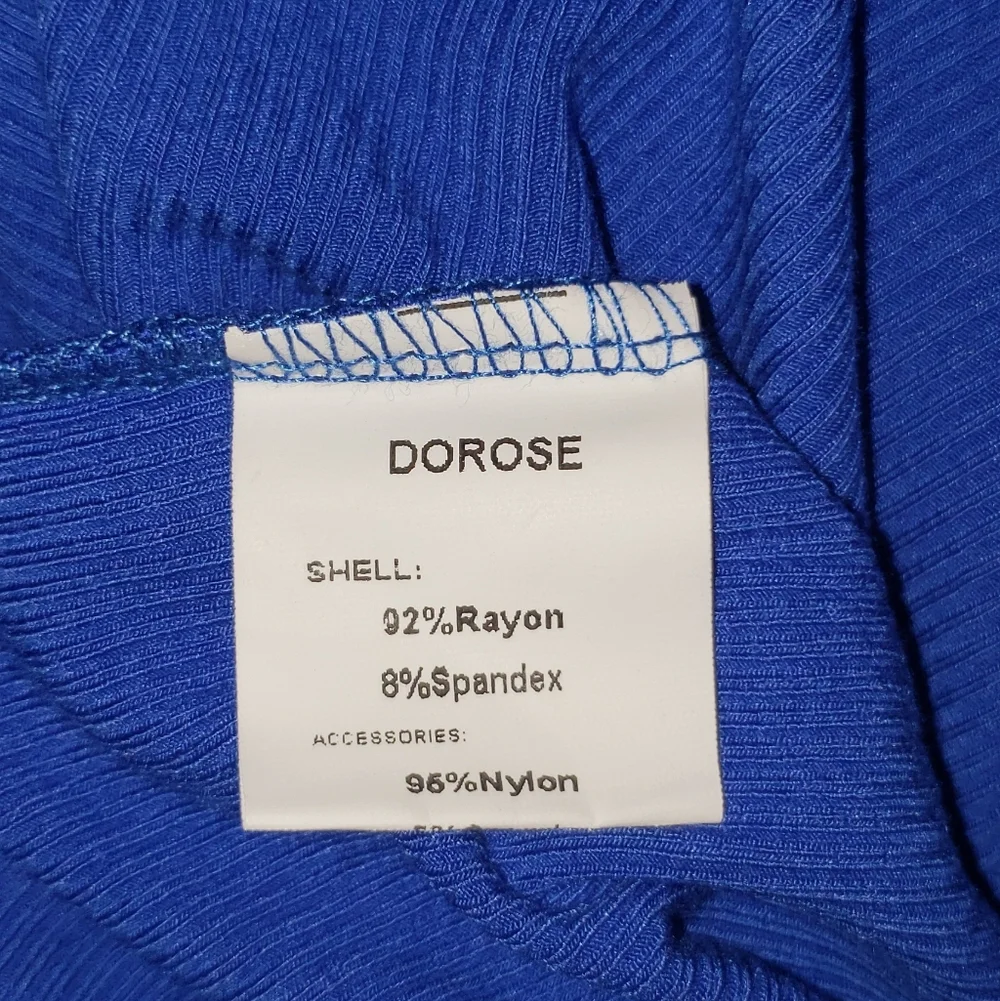 DOROSE
SHELL:
92%Rayon
8%Spandex
ACCESSORIES:
95%Nylon